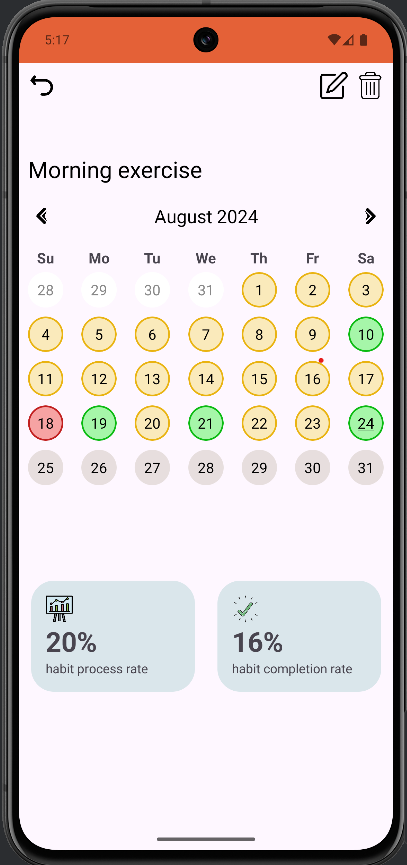 5:17
Morning exercise
August 2024
Su Mo Tu We Th Fr Sa
28 29 30 31 1 2 3
4 5 6 7 8 9 10
11 12 13 14 15 16 17
18 19 20 21 22 23 24
25 26 27 28 29 30 31
20% 16%
habit process rate habit completion rate